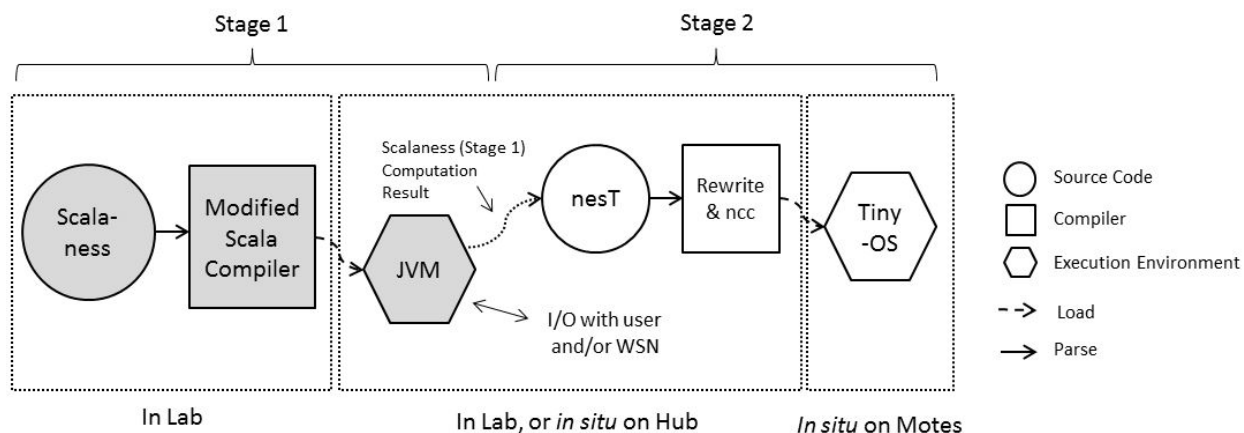 Stage 1
Stage 2
Scala-
ness
Modified
Scala
Compiler
JVM
Scalaness (Stage 1)
Computation
Result
I/O with user
and/or WSN
nesT
Rewrite
& ncc
Tiny
-OS
Source Code
Compiler
Execution Environment
Load
Parse
In Lab
In Lab, or in situ on Hub
In situ on Motes